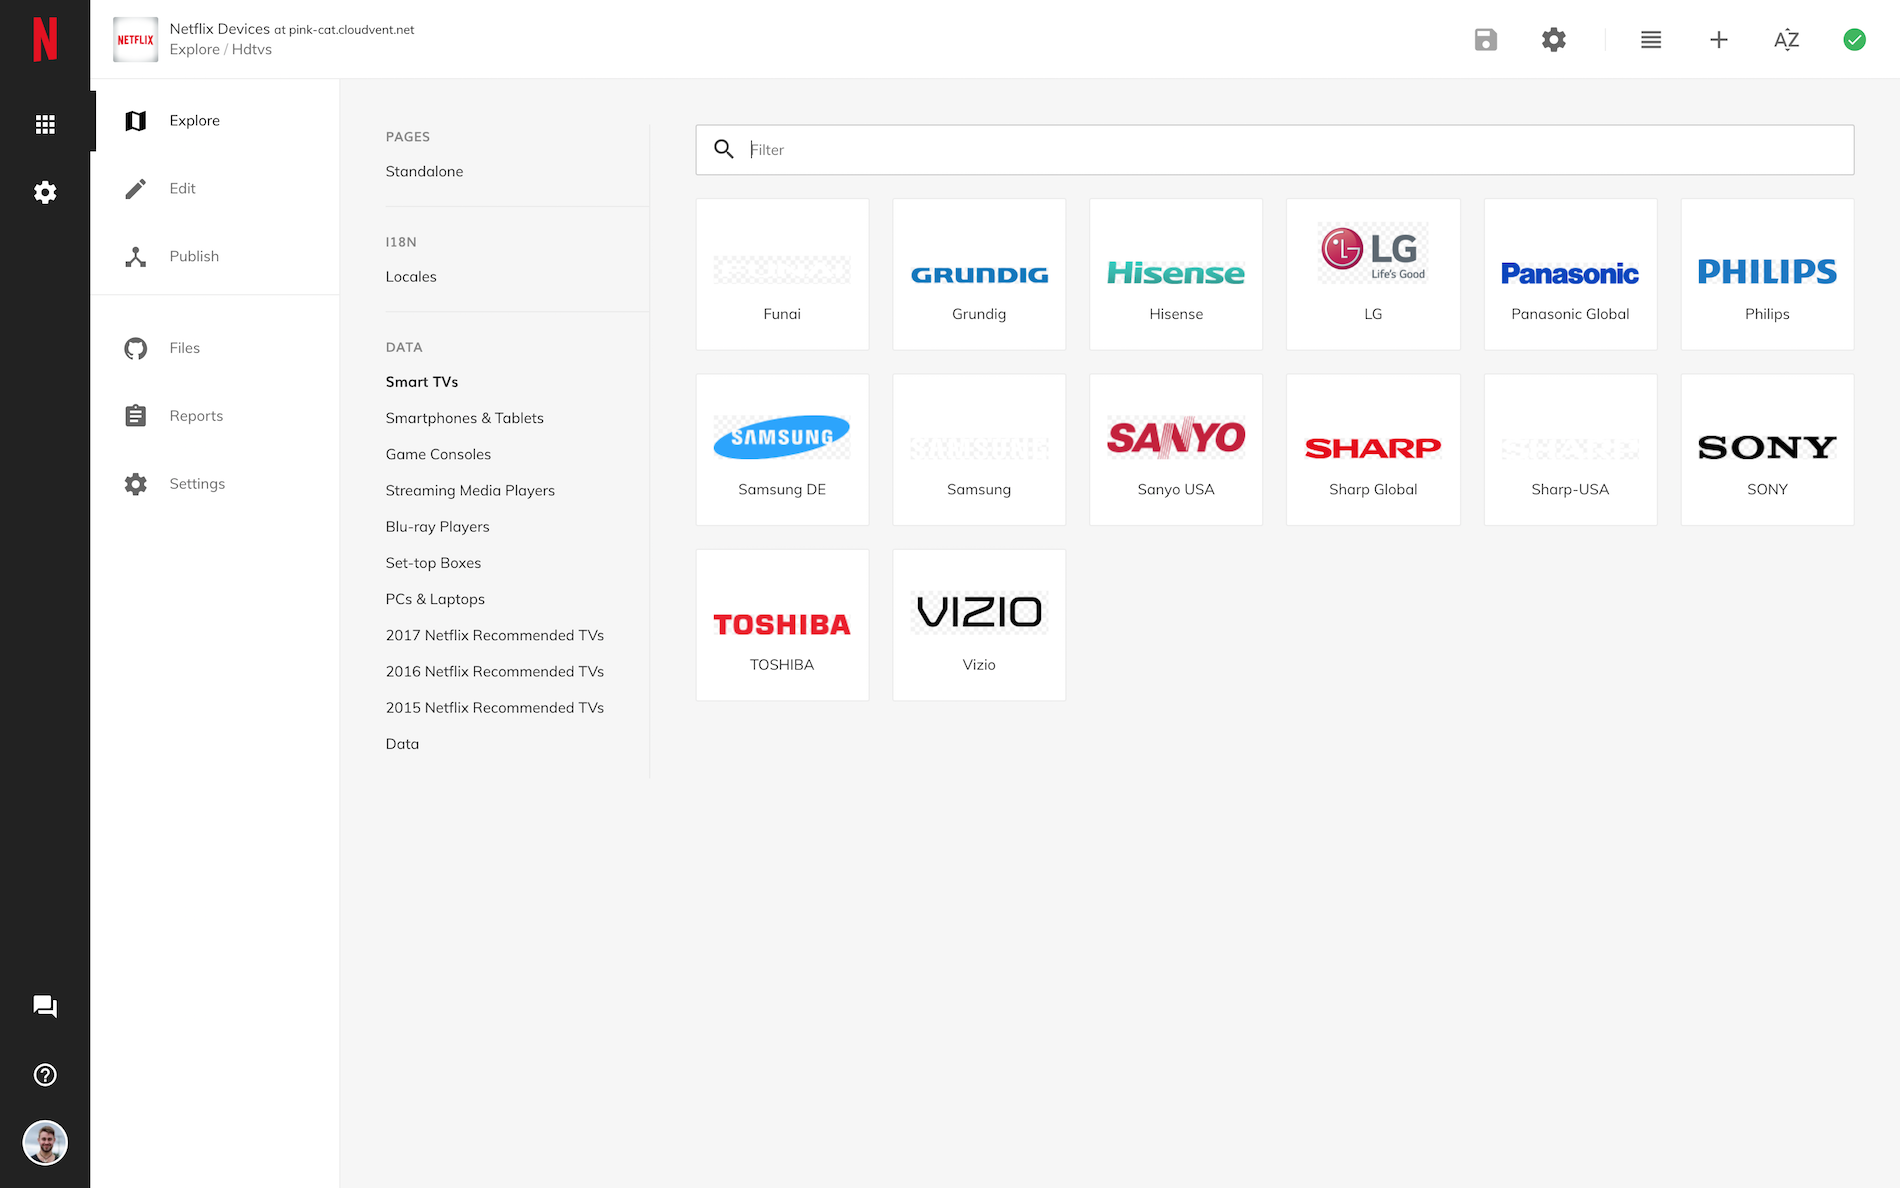 N
NETFLIX
Netflix Devices at pink-cat.cloudvent.net
Explore / Hdtvs
AZ
Explore
Edit
Publish
Files
Reports
Settings
PAGES
Standalone
I18N
Locales
DATA
Smart TVs
Smartphones & Tablets
Game Consoles
Streaming Media Players
Blu-ray Players
Set-top Boxes
PCs & Laptops
2017 Netflix Recommended TVs
2016 Netflix Recommended TVs
2015 Netflix Recommended TVs
Data
Filter
FUNAI
Funai
GRUNDIG
Grundig
Hisense
Hisense
LG
Life's Good
LG
Panasonic
Panasonic Global
PHILIPS
Philips
SAMSUNG
Samsung DE
SAMSUNG
Samsung
SANYO
Sanyo USA
SHARP
Sharp Global
SHARP
Sharp-USA
SONY
SONY
TOSHIBA
TOSHIBA
VIZIO
Vizio